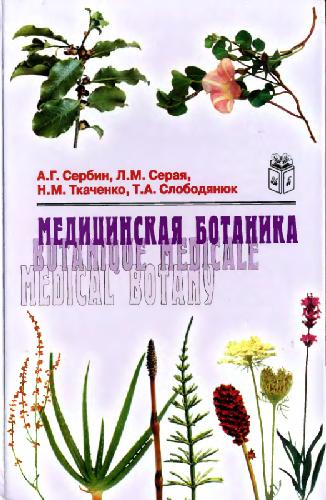 А.Г. Сербин, Л.М. Серая,
Н.М. Ткаченко, Т.А. Слободянюк
МЕДИЦИНСКАЯ БОТАНИКА
BOTANIQUE MEDICALE
MEDICAL BOTANY